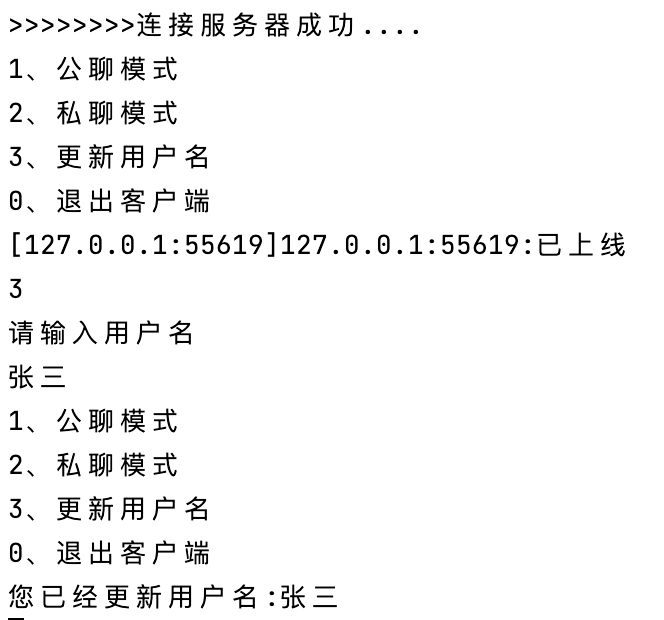 >>>>>>>>连接服务器成功....
1、公聊模式
2、私聊模式
3、更新用户名
0、退出客户端
[127.0.0.1:55619]127.0.0.1:55619:已上线
3
请输入用户名
张三
1、公聊模式
2、私聊模式
3、更新用户名
0、退出客户端
您已经更新用户名:张三